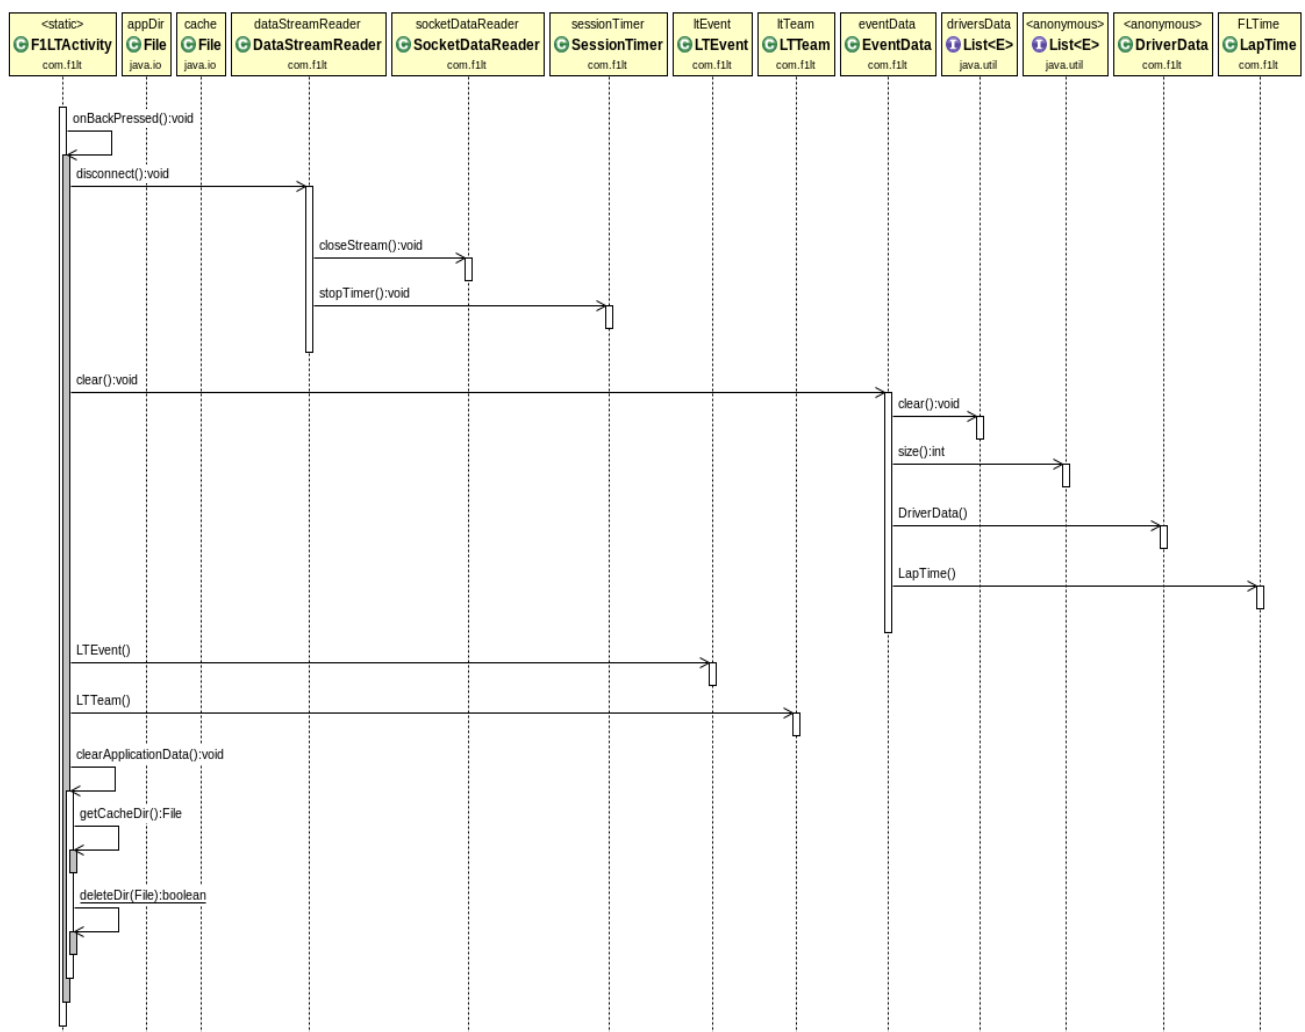 <static>
F1LTActivity
com.f1lt
appDir
File
java.io
cache
File
java.io
dataStreamReader
DataStreamReader
com.f1lt
socketDataReader
SocketDataReader
com.f1lt
sessionTimer
SessionTimer
com.f1lt
ltEvent
LTEvent
com.f1lt
ltTeam
LTTeam
com.f1lt
eventData
EventData
com.f1lt
driversData
List<E>
java.util
<anonymous>
List<E>
java.util
<anonymous>
DriverData
com.f1lt
FLTime
LapTime
com.f1lt
onBackPressed():void
disconnect():void
closeStream():void
stopTimer():void
clear():void
clear():void
size():int
DriverData()
LapTime()
LTEvent()
LTTeam()
clearApplicationData():void
getCacheDir():File
deleteDir(File):boolean